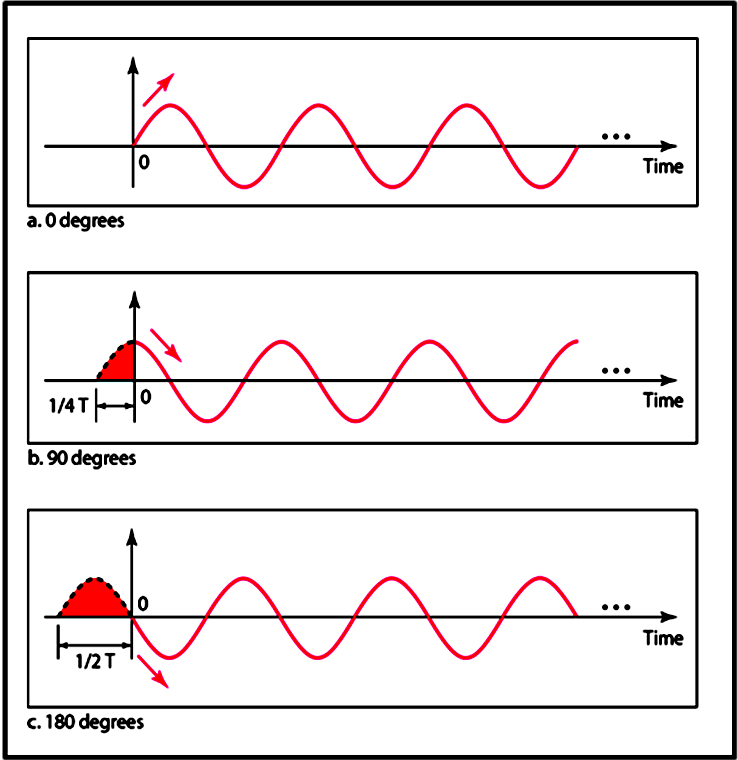 0
...
Time
a. 0 degrees
1/4 T
0
...
Time
b. 90 degrees
0
...
1/2 T
Time
c. 180 degrees